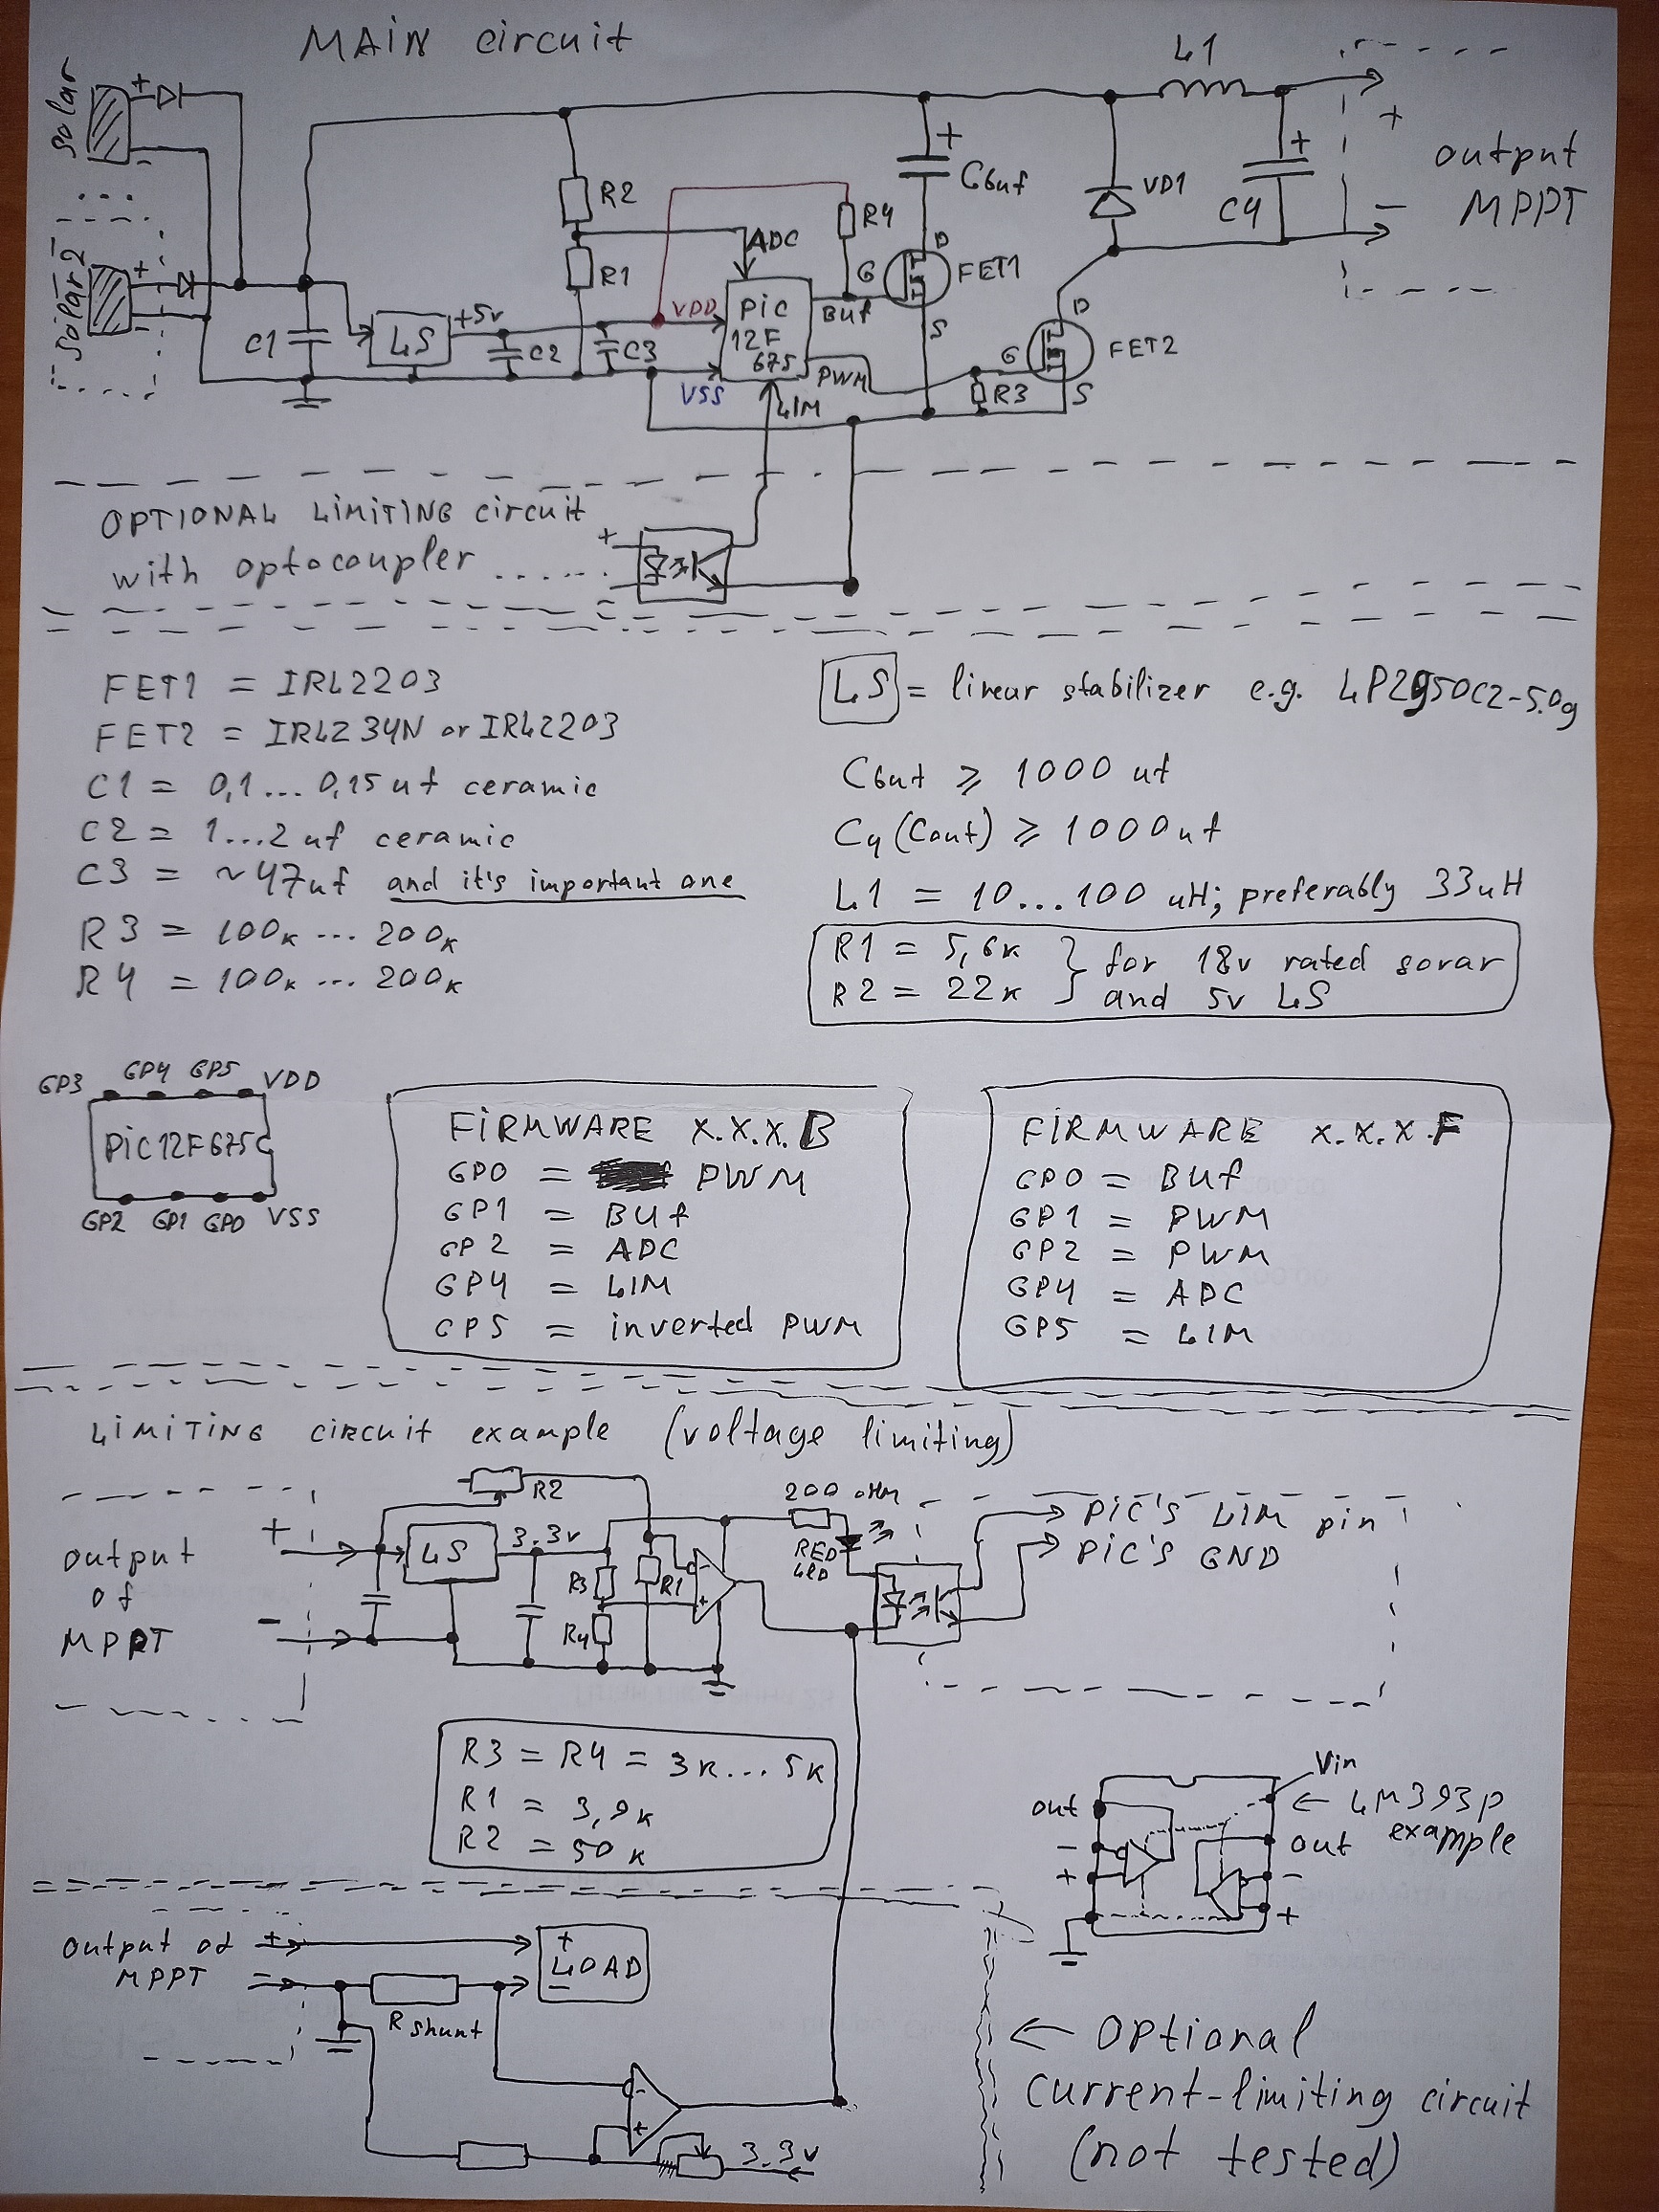 MAIN circuit
Solar
+
-
Solar 2
+
-
C1
LS
+5v
C2
C3
R2
R1
ADC
VDD
VSS
PIC
12F
675
BUf
PWM
LIM
R4
+
Cbuf
G
D
S
FET1
R3
G
D
S
FET2
VD1
L1
+
C4
+
-
output
MPPT
OPTIONAL LIMITING circuit
with optocoupler ........
+
FET1 = IRL2203
FET2 = IRLZ34N or IRL2203
C1 = 0,1...0,15uf ceramic
C2 = 1...2uf ceramic
C3 = ~47uf and it's important one
R3 = 100k...200k
R4 = 100k...200k
LS = linear stabilizer e.g. LP2950CZ-5.0g
Cbuf ≥ 1000 uf
C4 (Cout) ≥ 1000uf
L1 = 10...100 uH; preferably 33uH
R1 = 5,6k } for 18v rated sorar
R2 = 22k } and 5v LS
GP3 GP4 GP5 VDD
PIC12F675
GP2 GP1 GP0 VSS
FIRMWARE X.X.X.B
GP0 = PWM
GP1 = BUf
GP2 = ADC
GP4 = LIM
GP5 = inverted PWM
FIRMWARE X.X.X.F
GP0 = BUf
GP1 = PWM
GP2 = PWM
GP4 = ADC
GP5 = LIM
LIMITING circuit example (voltage limiting)
output
of
MPPT
+
-
LS
3.3v
R2
R3
R4
R1
-
+
200 oHm
RED
LED
PIC'S LIM pin
PIC'S GND
R3 = R4 = 3k...5k
R1 = 3,9k
R2 = 50k
Vin
out
-
+
out
-
+
← LM393p
example
output of
MPPT
+
-
R shunt
+
LOAD
-
-
+
3.3v
← Optional
current-limiting circuit
(not tested)